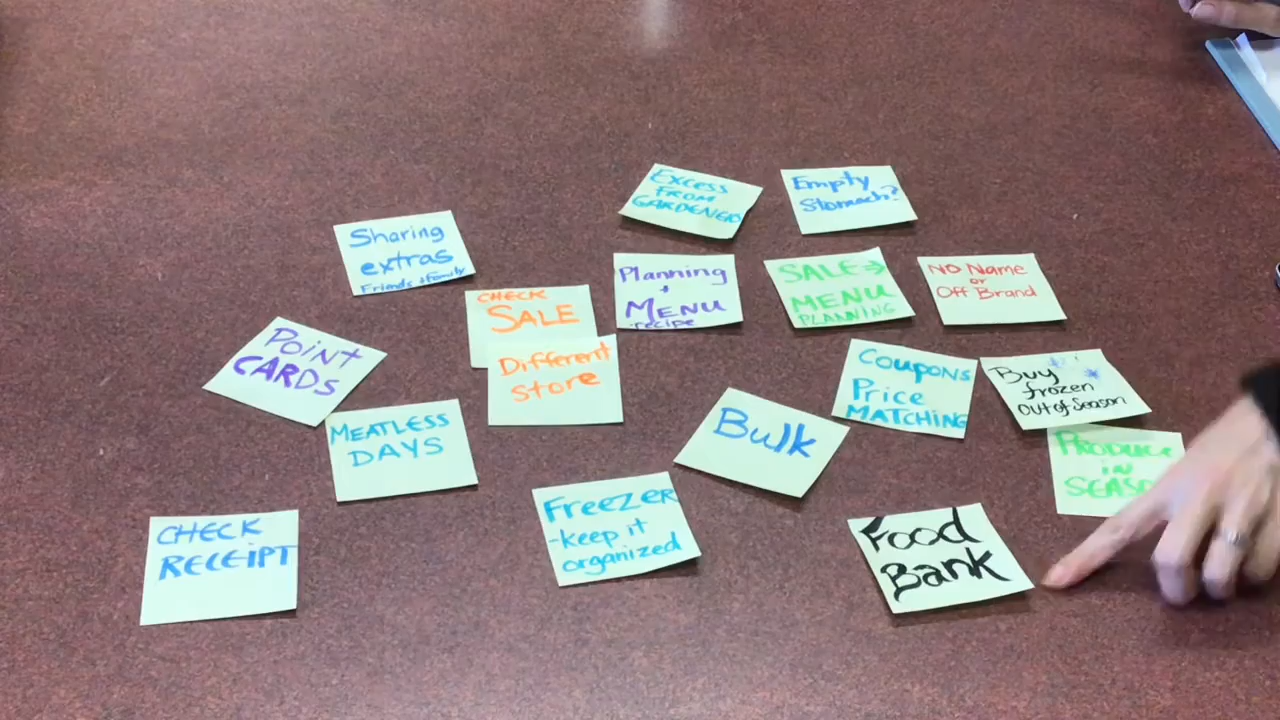 Excess
FROM
GARDENER
Empty
Stomach?
Sharing
extras
Friends + family
Planning
+
MENU
recipe
SALE ⇒
MENU
PLANNING
NO Name
or
Off Brand
CHECK
SALE
Different
store
POINT
CARDS
Coupons
Price
MATCHING
Buy
frozen
Out of Season
MEATLESS
DAYS
Bulk
PRODUCE
in
SEASO
Freezer
-keep it
organized
Food
Bank
CHECK
RECEIPT